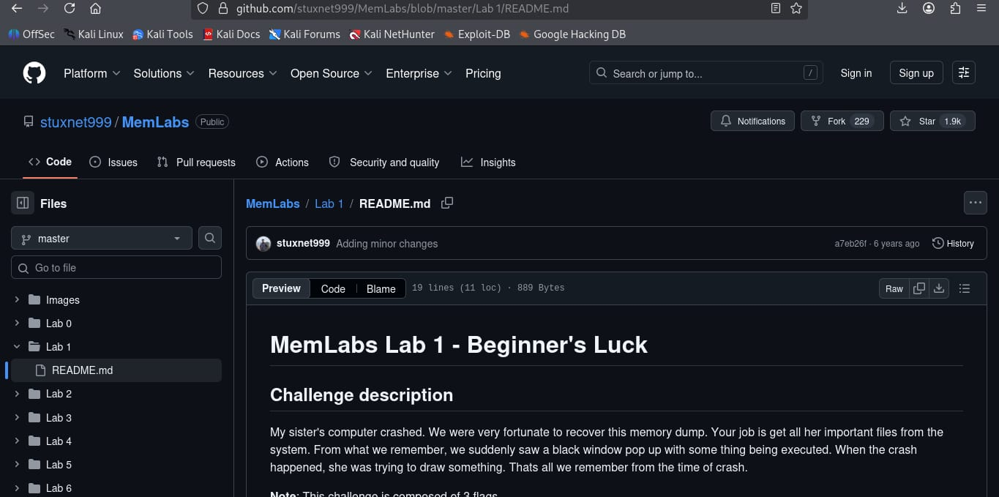 github.com/stuxnet999/MemLabs/blob/master/Lab 1/README.md
OffSec Kali Linux Kali Tools Kali Docs Kali Forums Kali NetHunter Exploit-DB Google Hacking DB
Platform Solutions Resources Open Source Enterprise Pricing Search or jump to... / Sign in Sign up
stuxnet999 / MemLabs Public Notifications Fork 229 Star 1.9k
Code Issues Pull requests Actions Security and quality Insights
Files
master
Go to file
Images
Lab 0
Lab 1
README.md
Lab 2
Lab 3
Lab 4
Lab 5
Lab 6
MemLabs / Lab 1 / README.md
stuxnet999 Adding minor changes a7eb26f · 6 years ago History
Preview Code Blame 19 lines (11 loc) · 889 Bytes Raw
MemLabs Lab 1 - Beginner's Luck
Challenge description
My sister's computer crashed. We were very fortunate to recover this memory dump. Your job is get all her important files from the
system. From what we remember, we suddenly saw a black window pop up with some thing being executed. When the crash
happened, she was trying to draw something. Thats all we remember from the time of crash.
Note: This challenge is composed of 3 flags.